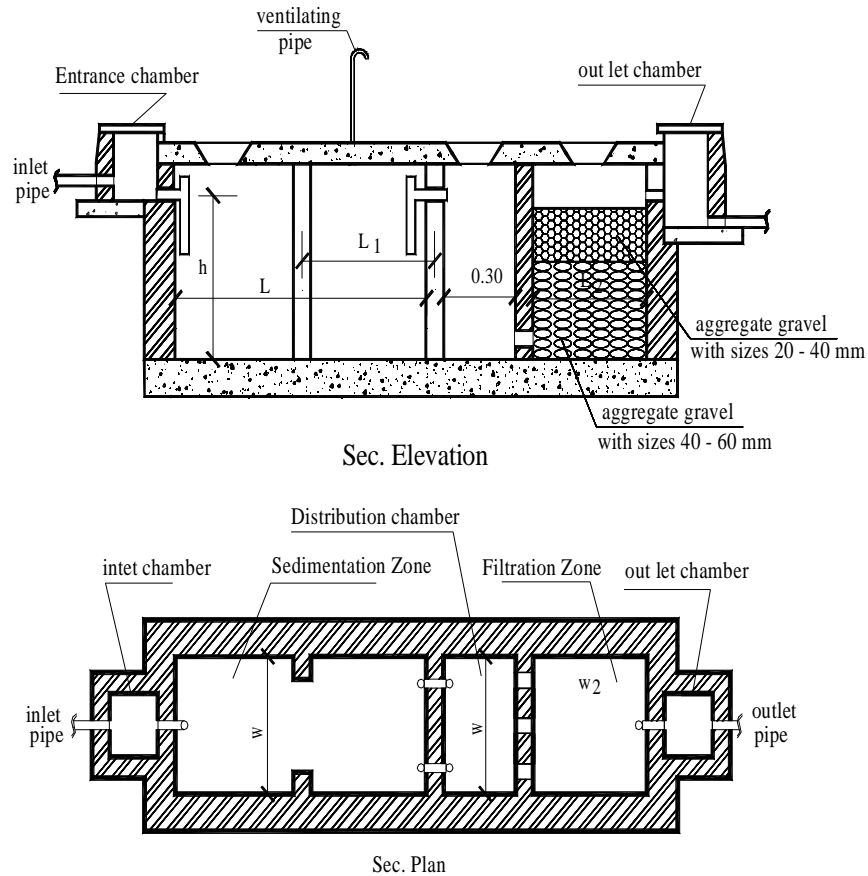 ventilating
pipe
Entrance chamber
out let chamber
inlet
pipe
L 1
h
L
0.30
aggregate gravel
with sizes 20 - 40 mm
aggregate gravel
with sizes 40 - 60 mm
Sec. Elevation
Distribution chamber
intet chamber
Sedimentation Zone
Filtration Zone
out let chamber
w2
inlet
pipe
w
w
outlet
pipe
Sec. Plan